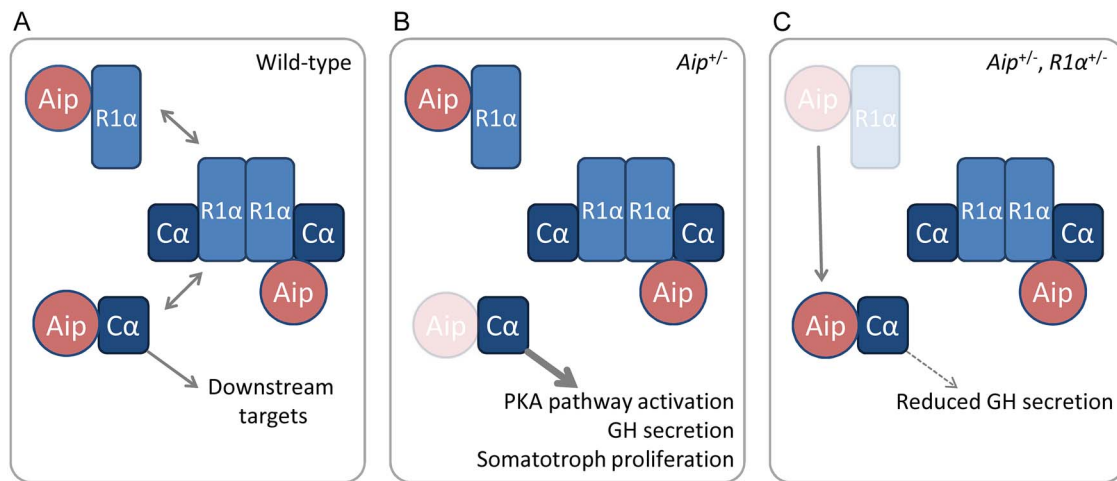 A
Wild-type
Aip
R1α
R1α
R1α
Cα
Cα
Aip
Aip
Cα
Downstream
targets
B
Aip+/-
Aip
R1α
R1α
R1α
Cα
Cα
Aip
Aip
Cα
PKA pathway activation
GH secretion
Somatotroph proliferation
C
Aip+/-, R1α+/-
Aip
R1α
R1α
R1α
Cα
Cα
Aip
Aip
Cα
Reduced GH secretion